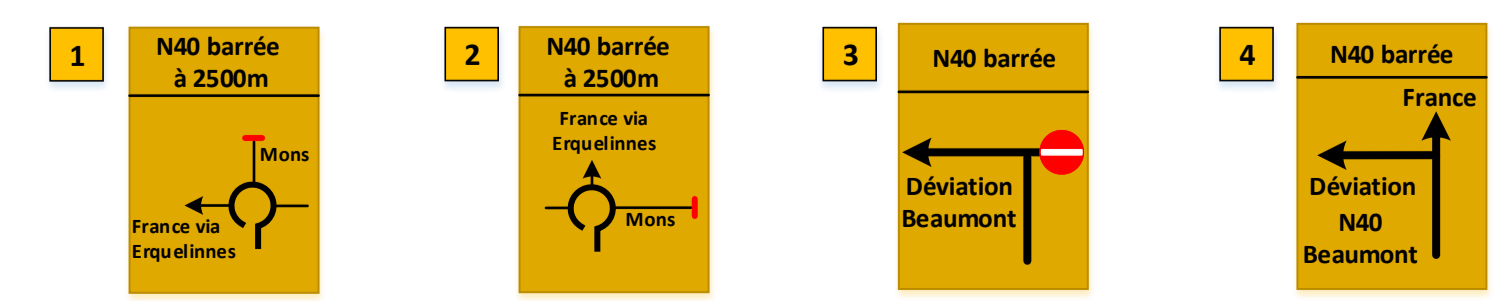 1
N40 barrée
à 2500m
Mons
France via
Erquelinnes
2
N40 barrée
à 2500m
France via
Erquelinnes
Mons
3
N40 barrée
Déviation
Beaumont
4
N40 barrée
France
Déviation
N40
Beaumont